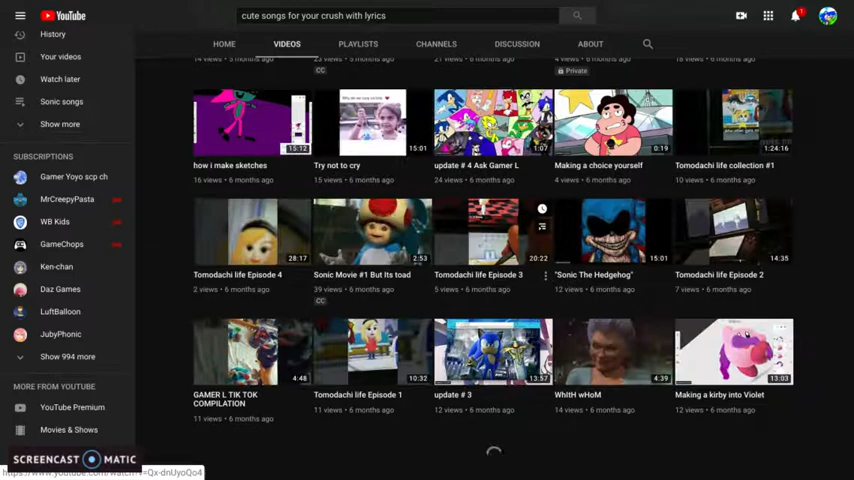 YouTube
cute songs for your crush with lyrics
1
HOME VIDEOS PLAYLISTS CHANNELS DISCUSSION ABOUT
CC
Private
History
Your videos
Watch later
Sonic songs
Show more
SUBSCRIPTIONS
Gamer Yoyo scp ch
MrCreepyPasta
WB Kids
GameChops
Ken-chan
Daz Games
LuftBalloon
JubyPhonic
Show 994 more
MORE FROM YOUTUBE
YouTube Premium
Movies & Shows
15:12 15:01 1:07 0:19 1:24:16
how i make sketches Try not to cry update # 4 Ask Gamer L Making a choice yourself Tomodachi life collection #1
16 views • 6 months ago 15 views • 6 months ago 24 views • 6 months ago 4 views • 6 months ago 10 views • 6 months ago
28:17 2:53 20:22 15:01 14:35
Tomodachi life Episode 4 Sonic Movie #1 But Its toad Tomodachi life Episode 3 "Sonic The Hedgehog" Tomodachi life Episode 2
2 views • 6 months ago 39 views • 6 months ago 5 views • 6 months ago 12 views • 6 months ago 7 views • 6 months ago
CC
4:48 10:32 13:57 4:39 13:03
GAMER L TIK TOK Tomodachi life Episode 1 update # 3 WhItH wHoM Making a kirby into Violet
COMPILATION
11 views • 6 months ago 11 views • 6 months ago 12 views • 6 months ago 14 views • 6 months ago 12 views • 6 months ago
SCREENCAST MATIC
https://www.youtube.com/watch?v=Qx-dnUyoQo4